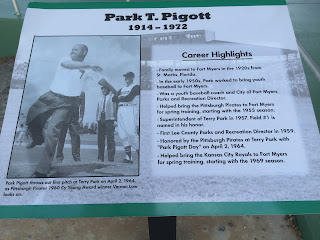 Park T. Pigott
1914 – 1972
Career Highlights
- Family moved to Fort Myers in the 1920s from
St. Marks, Florida.
- In the early 1950s, Park worked to bring youth
baseball to Fort Myers.
- Was a youth baseball coach and City of Fort Myers
Parks and Recreation Director.
- Helped bring the Pittsburgh Pirates to Fort Myers
for spring training, starting with the 1955 season.
- Superintendent of Terry Park in 1957. Field #1 is
named in his honor.
- First Lee County Parks and Recreation Director in 1959.
- Honored by the Pittsburgh Pirates at Terry Park with
"Park Pigott Day" on April 2, 1964.
- Helped bring the Kansas City Royals to Fort Myers
for spring training, starting with the 1969 season.
Park Pigott throws out first pitch at Terry Park on April 2, 1964,
as Pittsburgh Pirates' 1960 Cy Young Award winner Vernon Law
looks on.